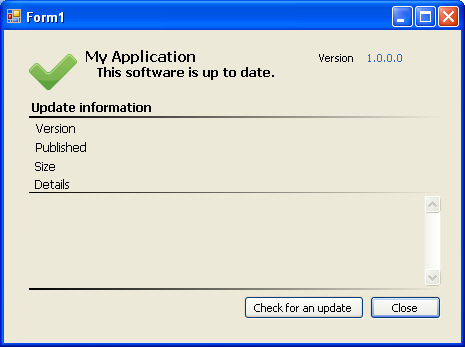 Form1
My Application
Version 1.0.0.0
This software is up to date.
Update information
Version
Published
Size
Details
Check for an update
Close